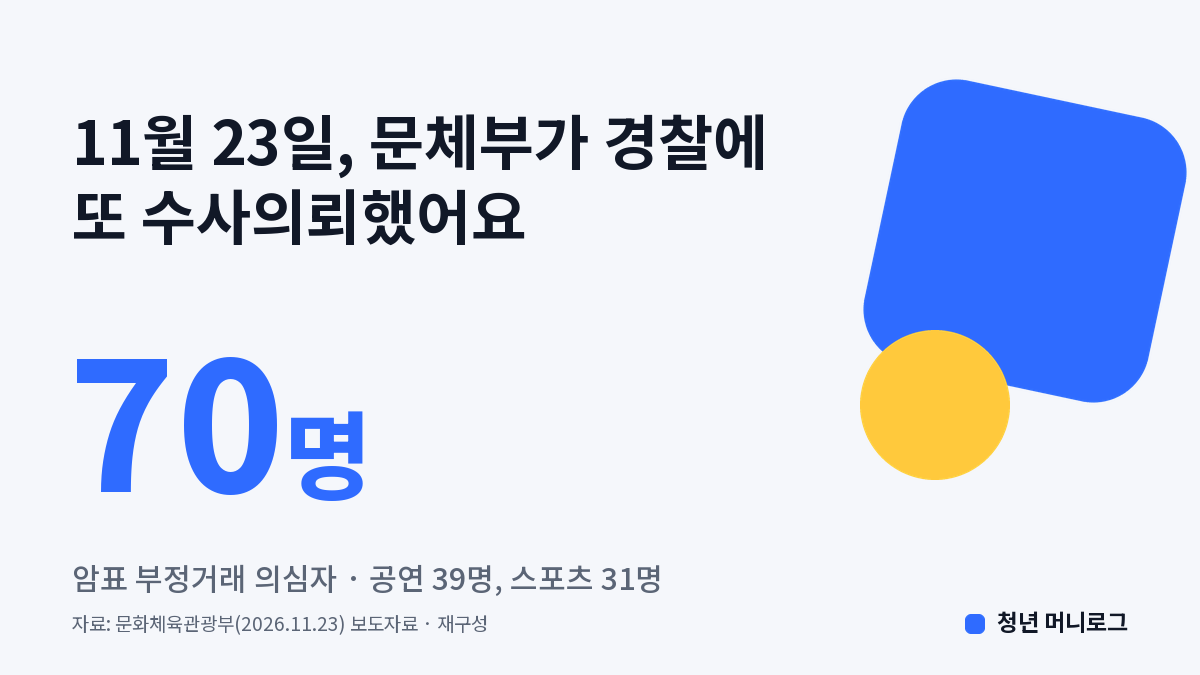 11월 23일, 문체부가 경찰에
또 수사의뢰했어요
70명
암표 부정거래 의심자 · 공연 39명, 스포츠 31명
자료: 문화체육관광부(2026.11.23) 보도자료 · 재구성
청년 머니로그